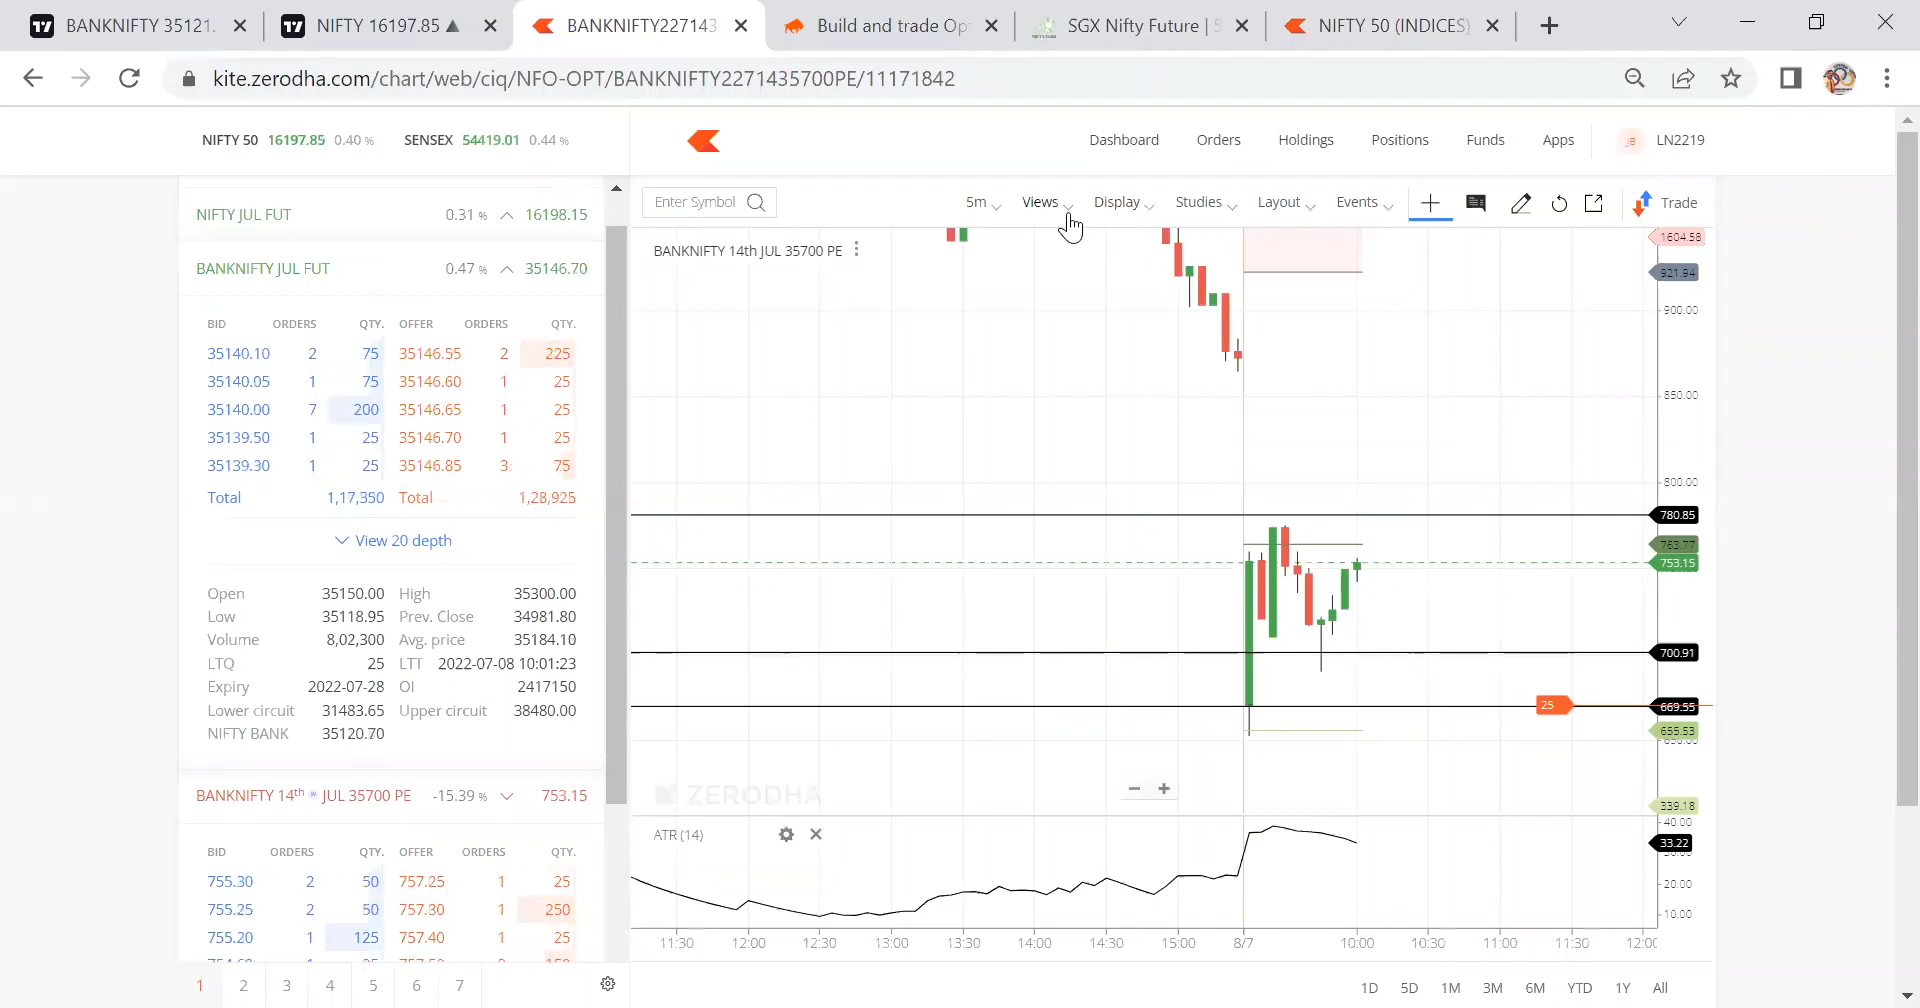 BANKNIFTY 35121.
NIFTY 16197.85 ▲
BANKNIFTY227143
Build and trade Op
SGX Nifty Future | S
NIFTY 50 (INDICES)
kite.zerodha.com/chart/web/ciq/NFO-OPT/BANKNIFTY2271435700PE/11171842
NIFTY 50 16197.85 0.40 %
SENSEX 54419.01 0.44 %
Dashboard Orders Holdings Positions Funds Apps LN2219
NIFTY JUL FUT 0.31 % 16198.15
BANKNIFTY JUL FUT 0.47 % 35146.70
BID ORDERS QTY. OFFER ORDERS QTY.
35140.10 2 75 35146.55 2 225
35140.05 1 75 35146.60 1 25
35140.00 7 200 35146.65 1 25
35139.50 1 25 35146.70 1 25
35139.30 1 25 35146.85 3 75
Total 1,17,350 Total 1,28,925
View 20 depth
Open 35150.00 High 35300.00
Low 35118.95 Prev. Close 34981.80
Volume 8,02,300 Avg. price 35184.10
LTQ 25 LTT 2022-07-08 10:01:23
Expiry 2022-07-28 OI 2417150
Lower circuit 31483.65 Upper circuit 38480.00
NIFTY BANK 35120.70
BANKNIFTY 14th w JUL 35700 PE -15.39 % 753.15
BID ORDERS QTY. OFFER ORDERS QTY.
755.30 2 50 757.25 1 25
755.25 2 50 757.30 1 250
755.20 1 125 757.40 1 25
1 2 3 4 5 6 7
Enter Symbol
5m Views Display Studies Layout Events Trade
BANKNIFTY 14th JUL 35700 PE
1604.58
921.94
900.00
850.00
800.00
780.85
763.77
753.15
700.91
25
669.55
655.53
339.18
ZERODHA
− +
ATR (14)
40.00
33.22
20.00
10.00
11:30 12:00 12:30 13:00 13:30 14:00 14:30 15:00 8/7 10:00 10:30 11:00 11:30 12:00
1D 5D 1M 3M 6M YTD 1Y All